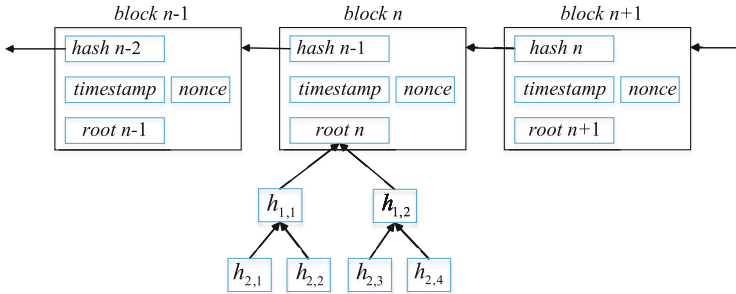 block n-1 block n block n+1
hash n-2 hash n-1 hash n
timestamp nonce timestamp nonce timestamp nonce
root n-1 root n root n+1
h1,1 h1,2
h2,1 h2,2 h2,3 h2,4